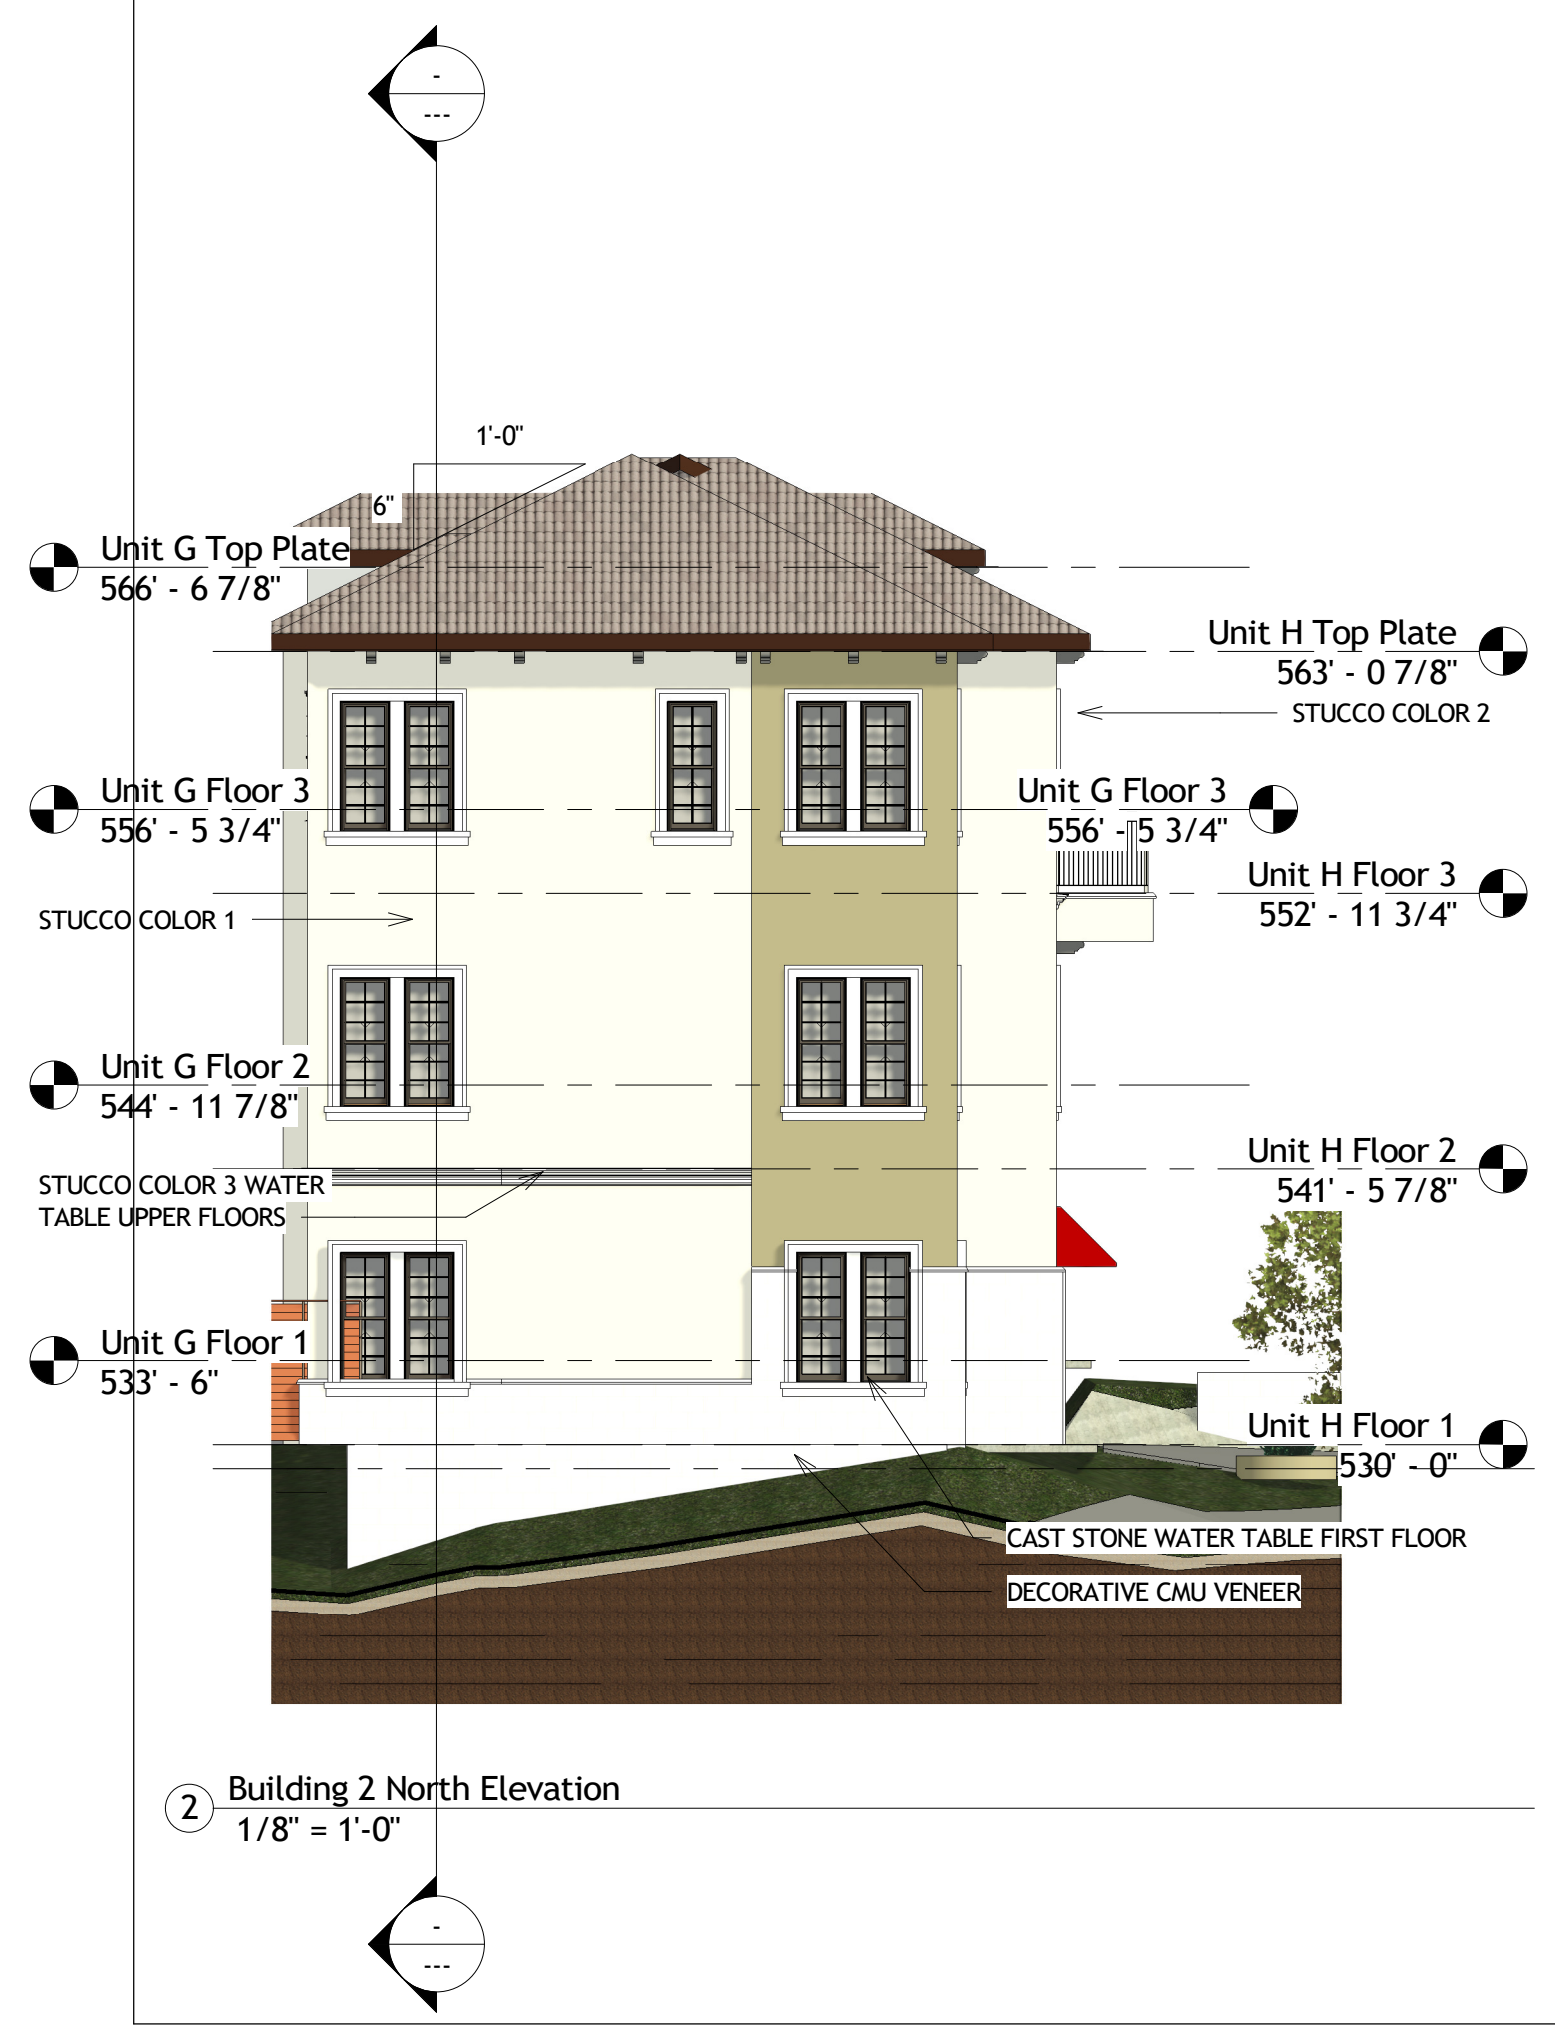 -
---
1'-0"
6"
Unit G Top Plate
566' - 6 7/8"
Unit H Top Plate
563' - 0 7/8"
STUCCO COLOR 2
Unit G Floor 3
556' - 5 3/4"
Unit G Floor 3
556' - 5 3/4"
Unit H Floor 3
552' - 11 3/4"
STUCCO COLOR 1
Unit G Floor 2
544' - 11 7/8"
Unit H Floor 2
541' - 5 7/8"
STUCCO COLOR 3 WATER
TABLE UPPER FLOORS
Unit G Floor 1
533' - 6"
Unit H Floor 1
530' - 0"
CAST STONE WATER TABLE FIRST FLOOR
DECORATIVE CMU VENEER
2
Building 2 North Elevation
1/8" = 1'-0"
-
---